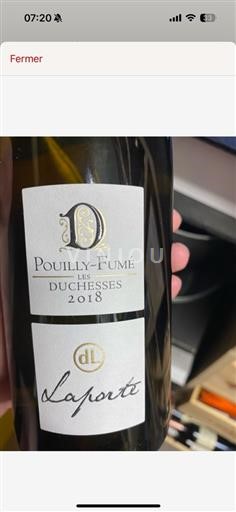 07:20
Fermer
D
POUILLY-FUMÉ
LES
DUCHESSES
2018
dL
Laporte